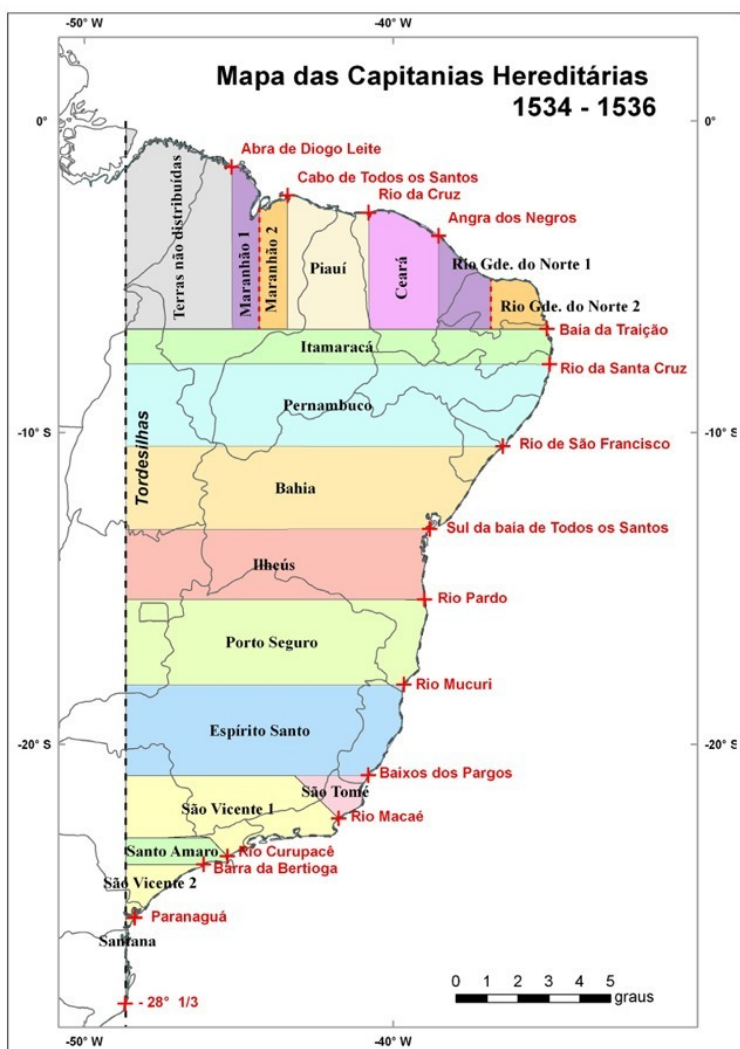 -50° W
-40° W
Mapa das Capitanias Hereditárias
1534 - 1536
0°
Abra de Diogo Leite
Cabo de Todos os Santos
Rio da Cruz
Angra dos Negros
Terras não distribuídas
Maranhão 1
Maranhão 2
Piauí
Ceará
Rio Gde. do Norte 1
Rio Gde. do Norte 2
Baía da Traição
Itamaracá
Rio da Santa Cruz
Pernambuco
-10° S
Rio de São Francisco
Tordesilhas
Bahia
Sul da baía de Todos os Santos
Ilheús
Rio Pardo
Porto Seguro
Rio Mucuri
Espírito Santo
-20° S
Baixos dos Pargos
São Tomé
São Vicente 1
Rio Macaé
Santo Amaro
Rio Curupacê
Barra da Bertioga
São Vicente 2
Paranaguá
Santana
- 28° 1/3
0 1 2 3 4 5
graus
-50° W
-40° W